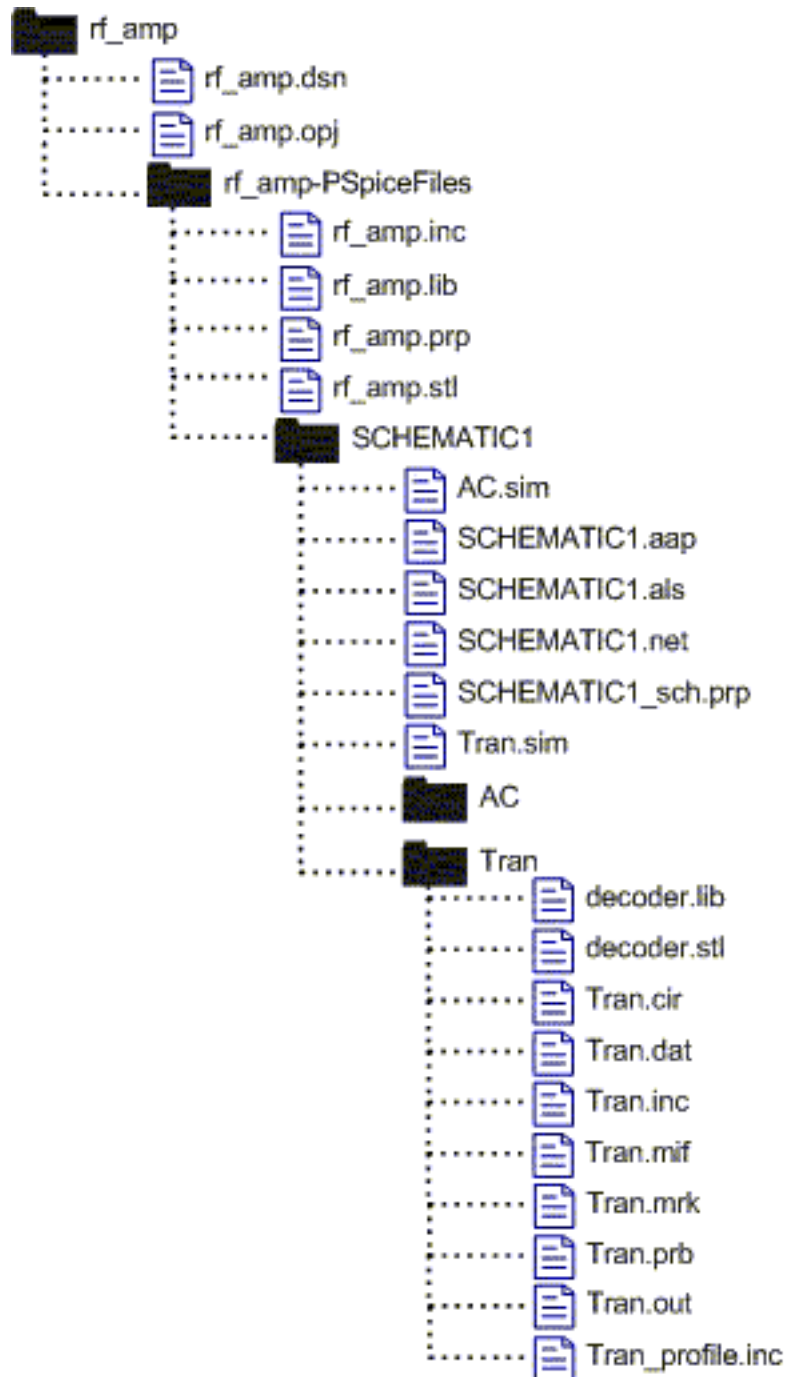 rf_amp
rf_amp.dsn
rf_amp.opj
rf_amp-PSpiceFiles
rf_amp.inc
rf_amp.lib
rf_amp.prp
rf_amp.stl
SCHEMATIC1
AC.sim
SCHEMATIC1.aap
SCHEMATIC1.als
SCHEMATIC1.net
SCHEMATIC1_sch.prp
Tran.sim
AC
Tran
decoder.lib
decoder.stl
Tran.cir
Tran.dat
Tran.inc
Tran.mif
Tran.mrk
Tran.prb
Tran.out
Tran_profile.inc